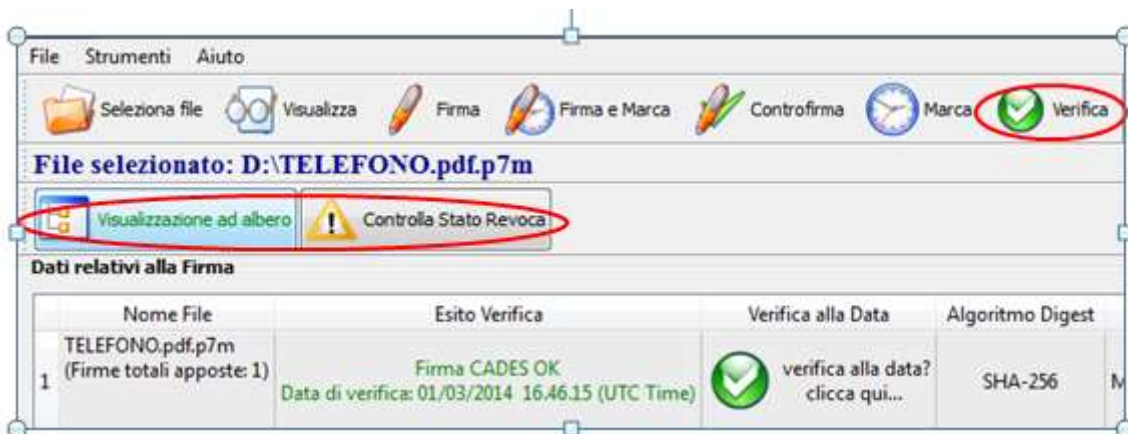 File Strumenti Aiuto
Seleziona file Visualizza Firma Firma e Marca Controfirma Marca Verifica
File selezionato: D:\TELEFONO.pdf.p7m
Visualizzazione ad albero Controlla Stato Revoca
Dati relativi alla Firma
Nome File Esito Verifica Verifica alla Data Algoritmo Digest
1 TELEFONO.pdf.p7m
(Firme totali apposte: 1)
Firma CADES OK
Data di verifica: 01/03/2014 16.46.15 (UTC Time)
verifica alla data?
clicca qui...
SHA-256